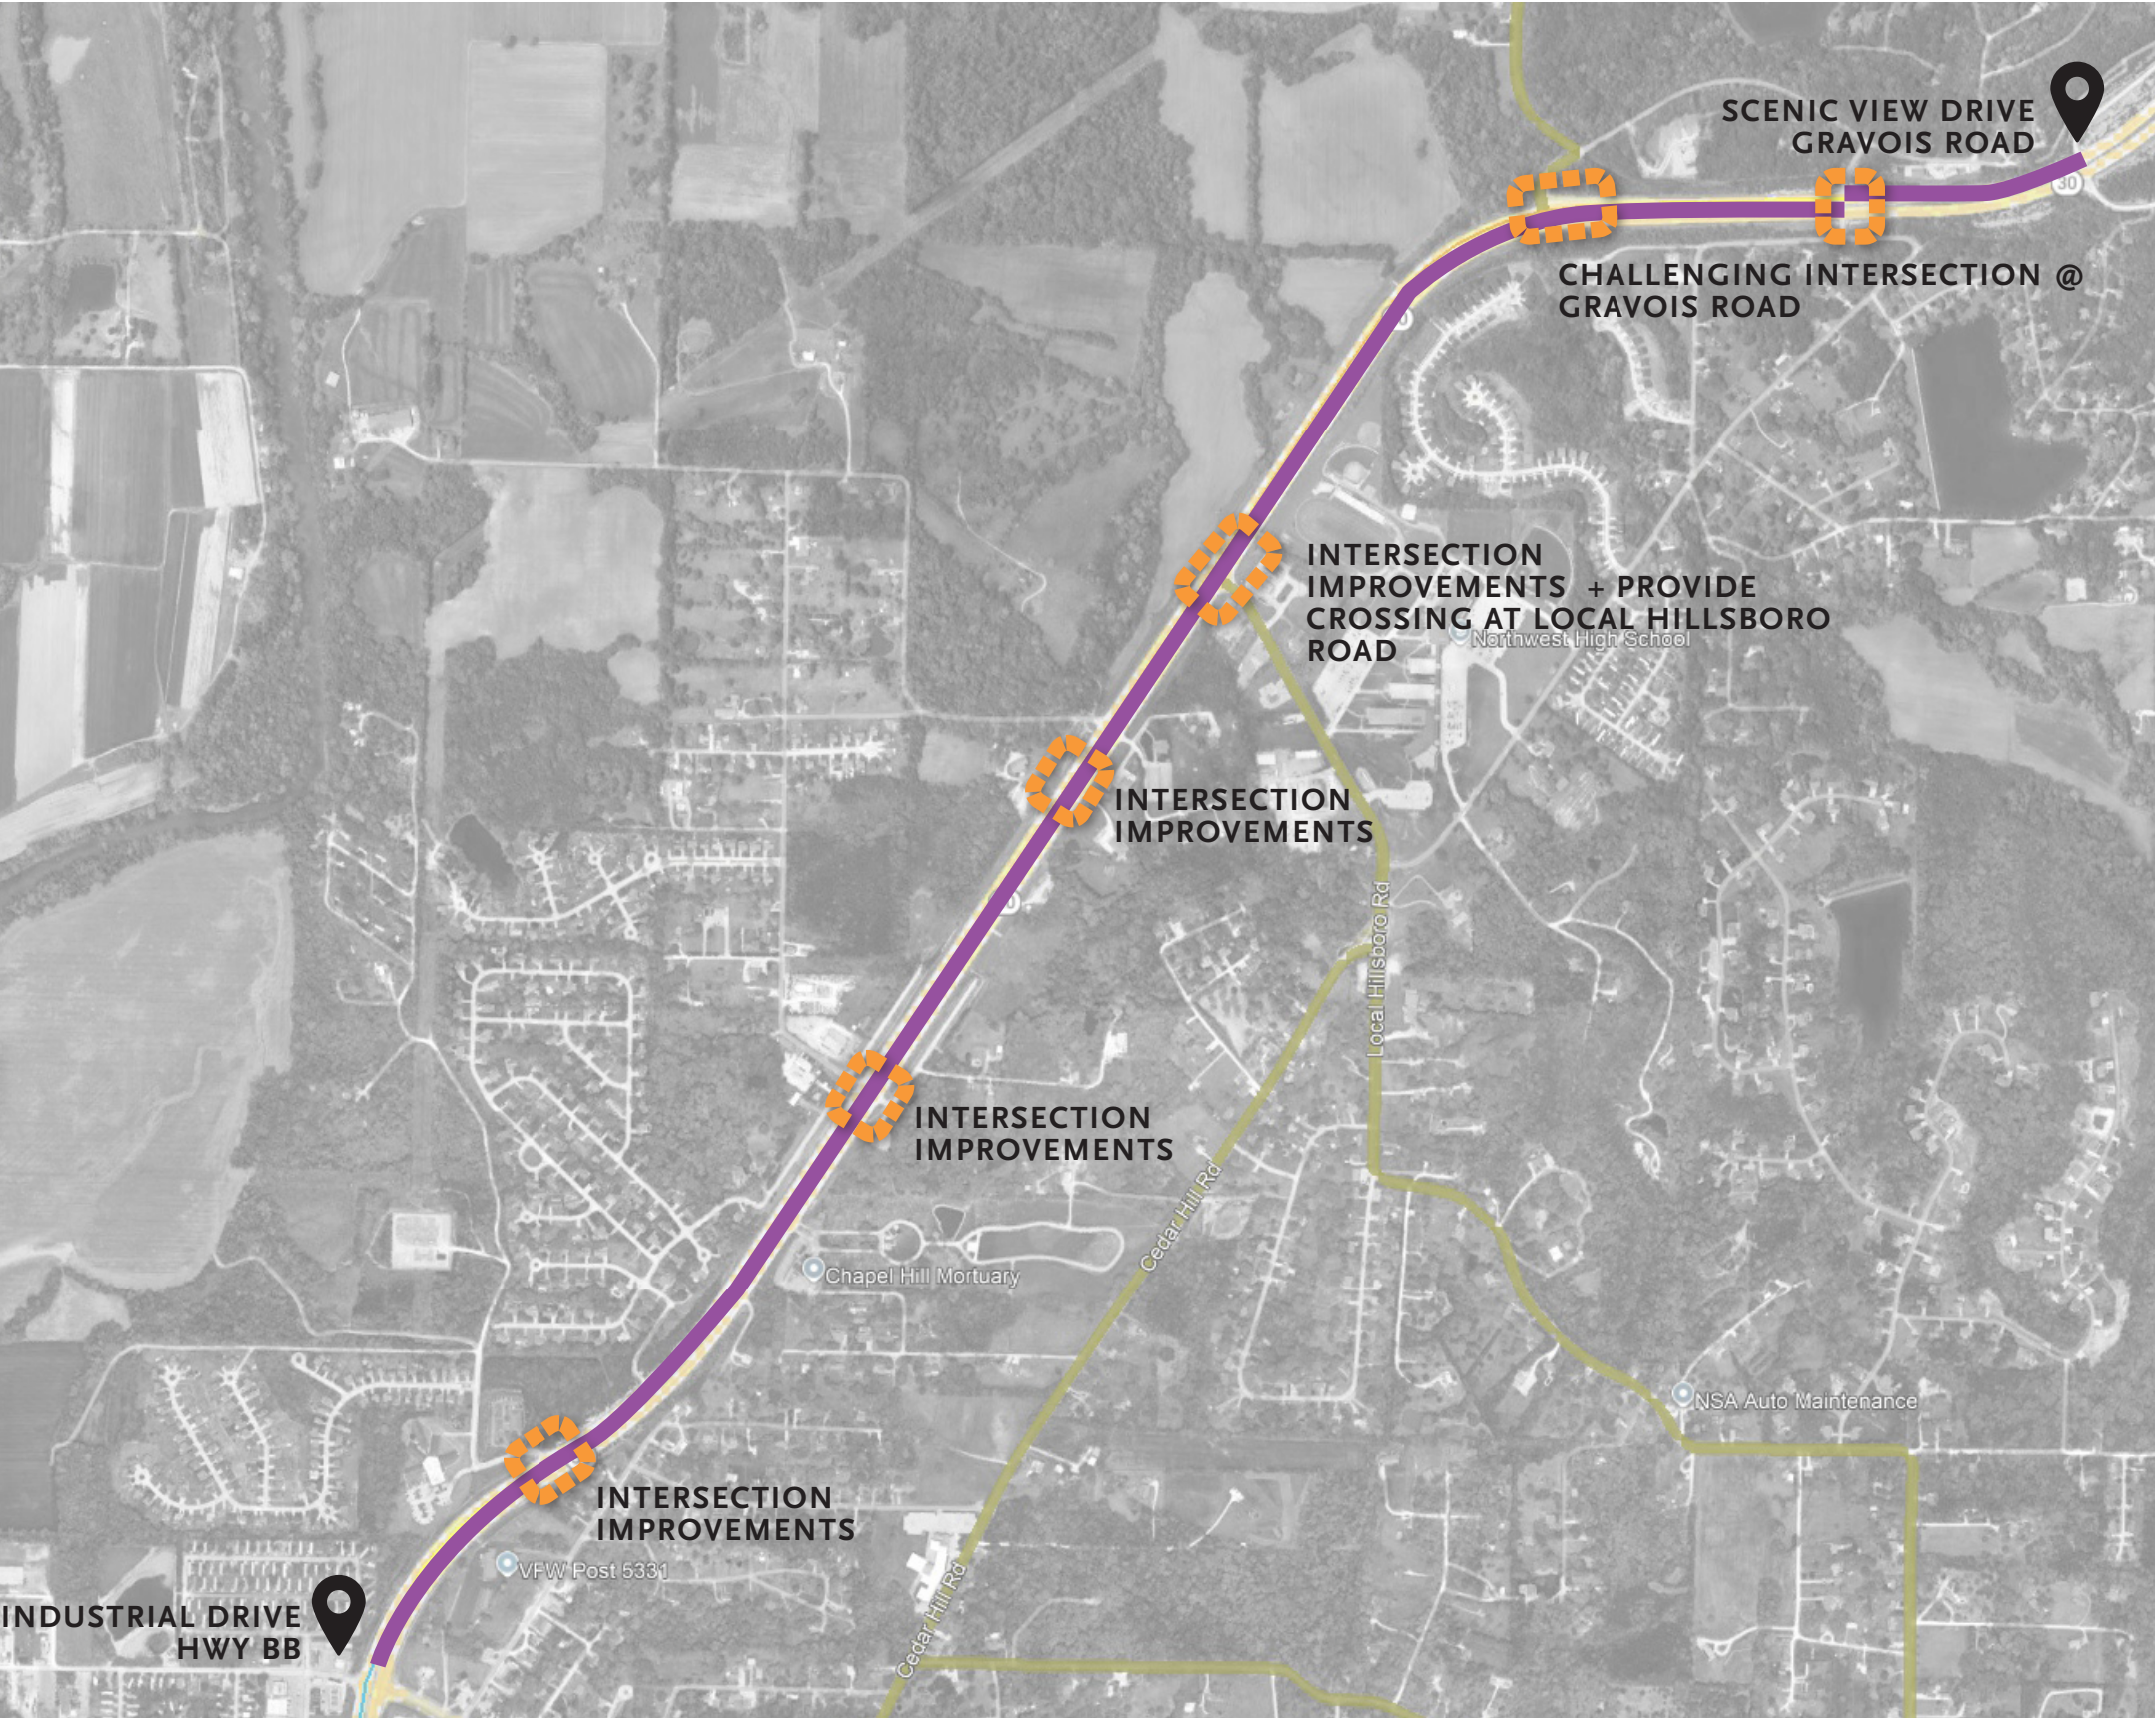 SCENIC VIEW DRIVE
GRAVOIS ROAD
30
CHALLENGING INTERSECTION @
GRAVOIS ROAD
INTERSECTION
IMPROVEMENTS + PROVIDE
CROSSING AT LOCAL HILLSBORO
ROAD
Northwest High School
INTERSECTION
IMPROVEMENTS
Local Hillsboro Rd
INTERSECTION
IMPROVEMENTS
Cedar Hill Rd
Chapel Hill Mortuary
NSA Auto Maintenance
INTERSECTION
IMPROVEMENTS
VFW Post 5331
Cedar Hill Rd
INDUSTRIAL DRIVE
HWY BB